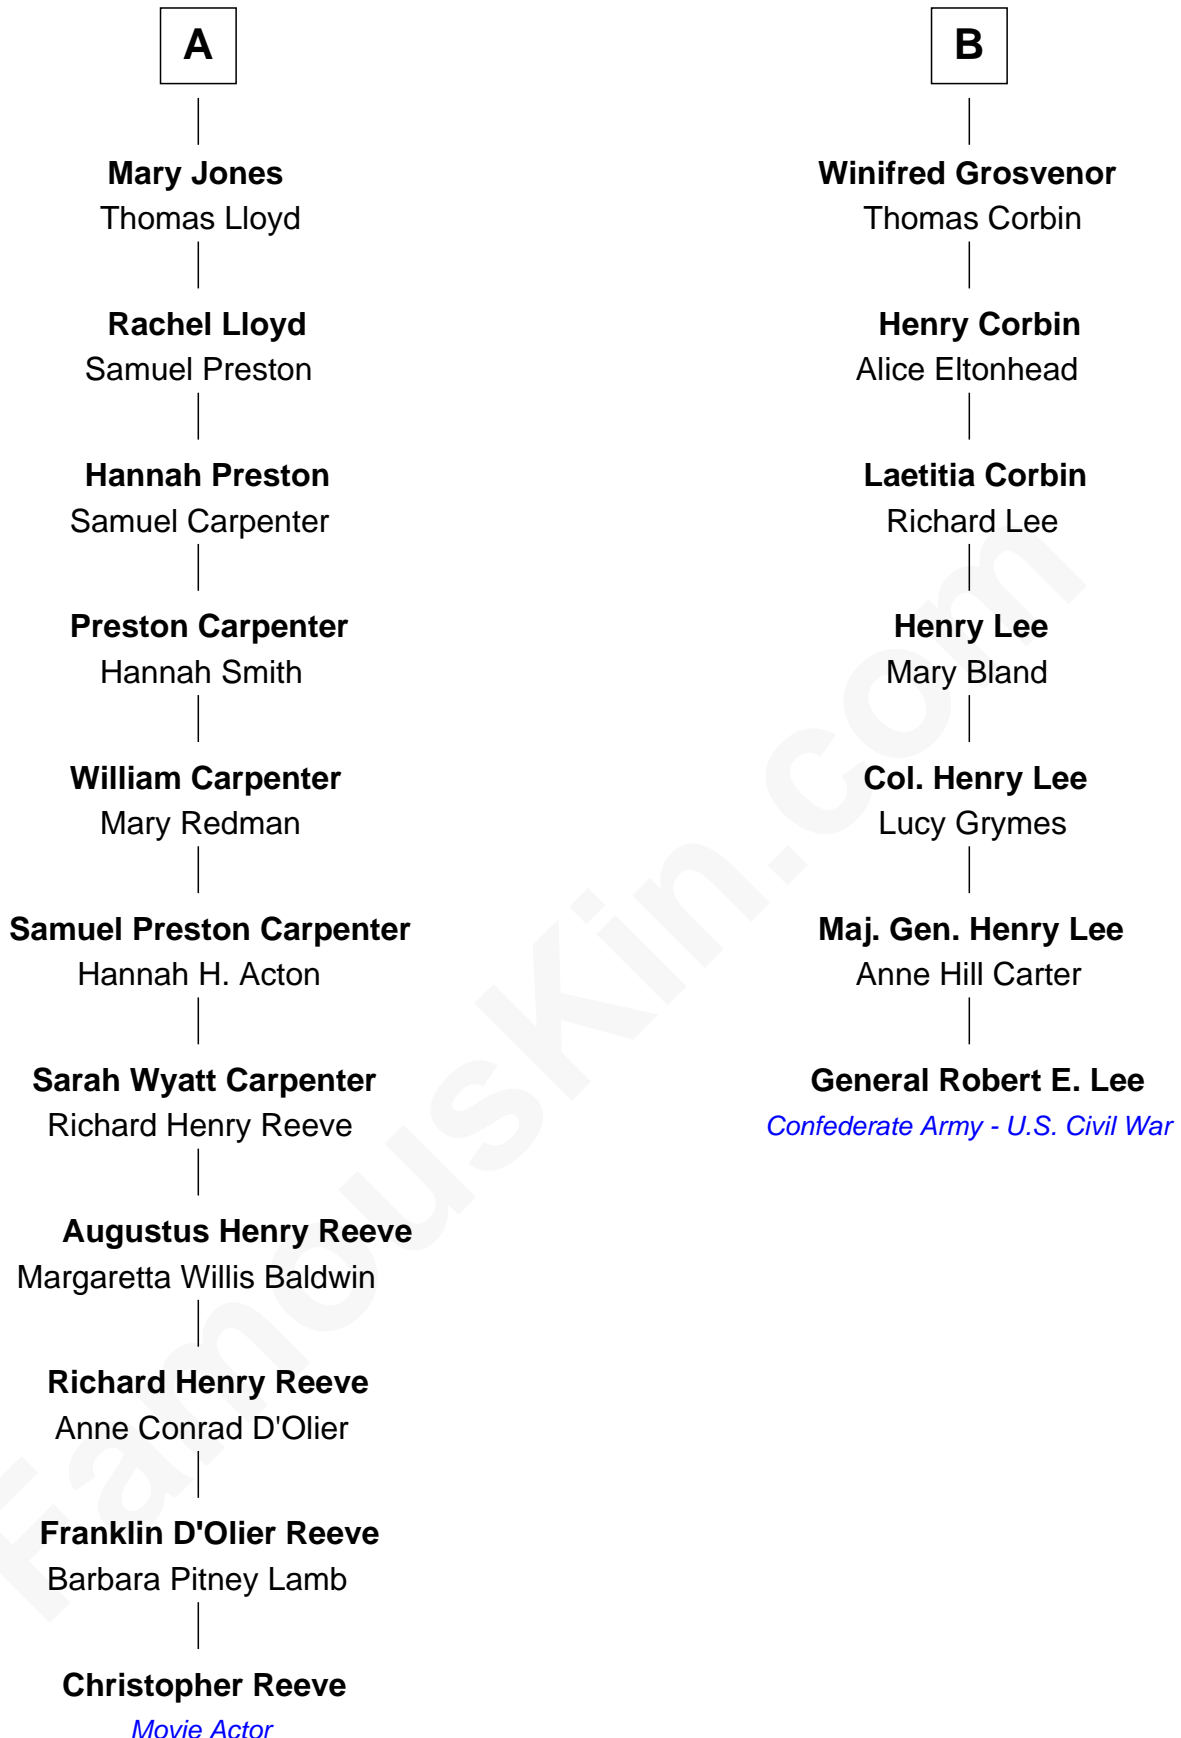 A
Mary Jones
Thomas Lloyd
Rachel Lloyd
Samuel Preston
Hannah Preston
Samuel Carpenter
Preston Carpenter
Hannah Smith
William Carpenter
Mary Redman
Samuel Preston Carpenter
Hannah H. Acton
Sarah Wyatt Carpenter
Richard Henry Reeve
Augustus Henry Reeve
Margaretta Willis Baldwin
Richard Henry Reeve
Anne Conrad D'Olier
Franklin D'Olier Reeve
Barbara Pitney Lamb
Christopher Reeve
Movie Actor
B
Winifred Grosvenor
Thomas Corbin
Henry Corbin
Alice Eltonhead
Laetitia Corbin
Richard Lee
Henry Lee
Mary Bland
Col. Henry Lee
Lucy Grymes
Maj. Gen. Henry Lee
Anne Hill Carter
General Robert E. Lee
Confederate Army - U.S. Civil War
FamousKin.com